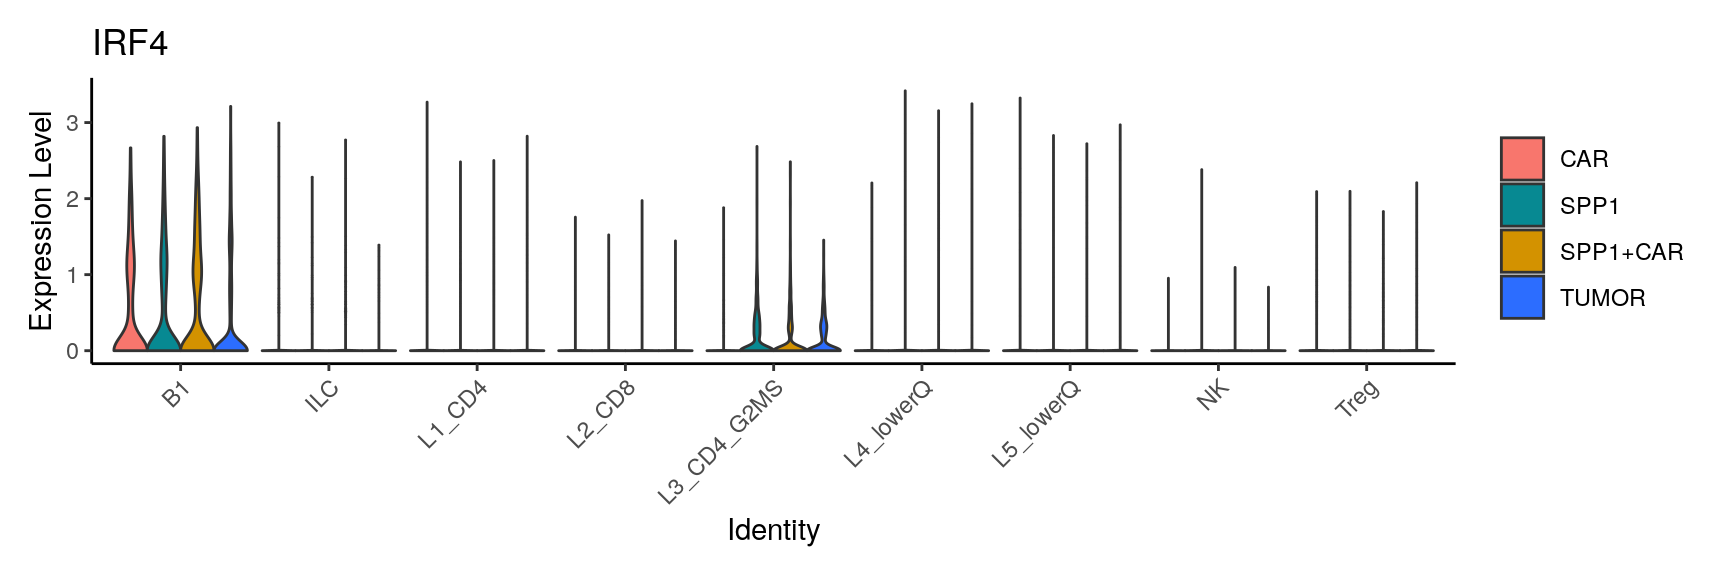 IRF4
Expression Level
3
2
1
0
B1
ILC
L1_CD4
L2_CD8
L3_CD4_G2MS
L4_lowerQ
L5_lowerQ
NK
Treg
Identity
CAR
SPP1
SPP1+CAR
TUMOR